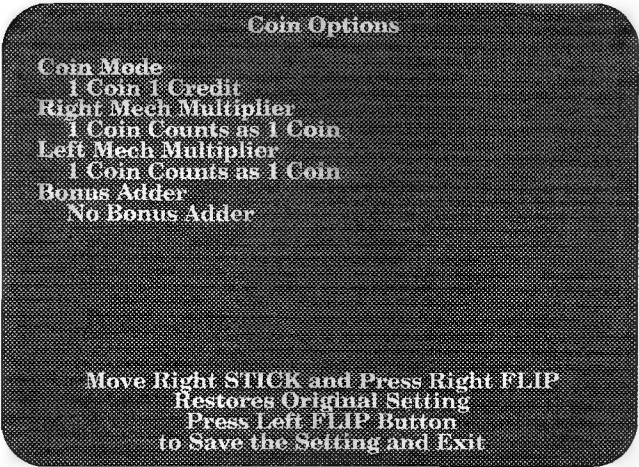 Coin Options
Coin Mode
1 Coin 1 Credit
Right Mech Multiplier
1 Coin Counts as 1 Coin
Left Mech Multiplier
1 Coin Counts as 1 Coin
Bonus Adder
No Bonus Adder
Move Right STICK and Press Right FLIP
Restores Original Setting
Press Left FLIP Button
to Save the Setting and Exit